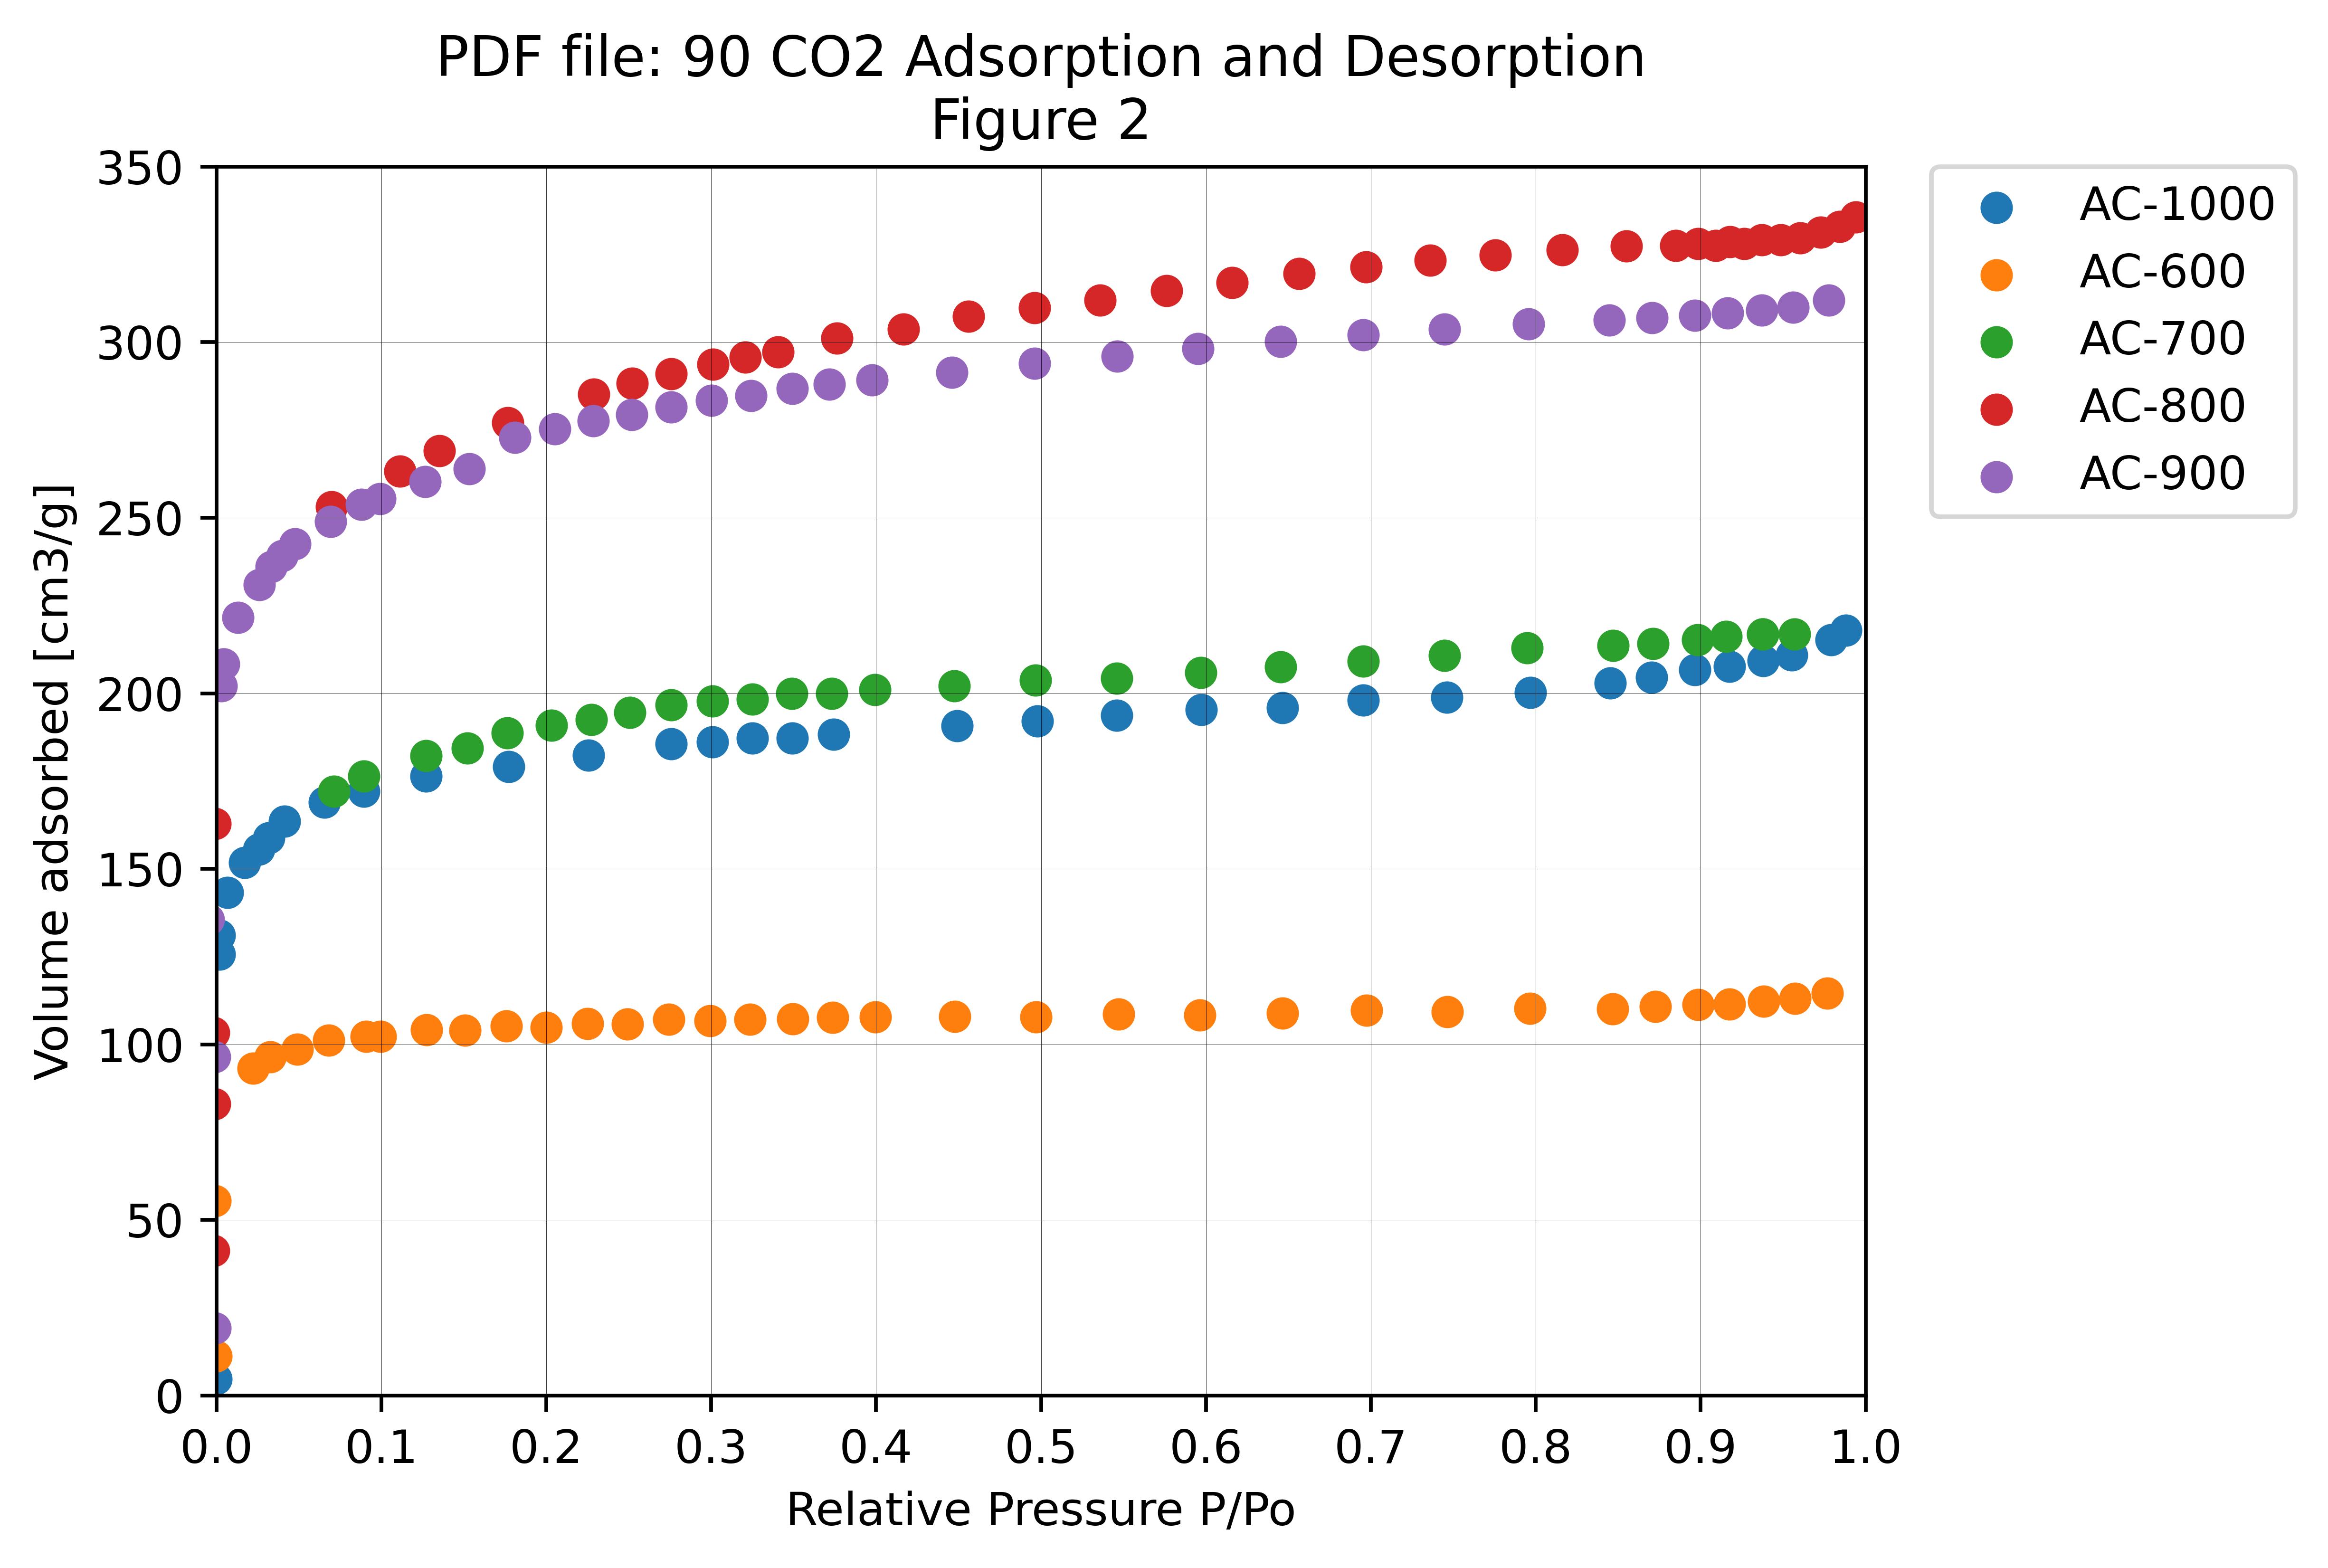 PDF file: 90 CO2 Adsorption and Desorption
Figure 2
350
300
250
200
150
100
50
0
Volume adsorbed [cm3/g]
0.0 0.1 0.2 0.3 0.4 0.5 0.6 0.7 0.8 0.9 1.0
Relative Pressure P/Po
AC-1000
AC-600
AC-700
AC-800
AC-900